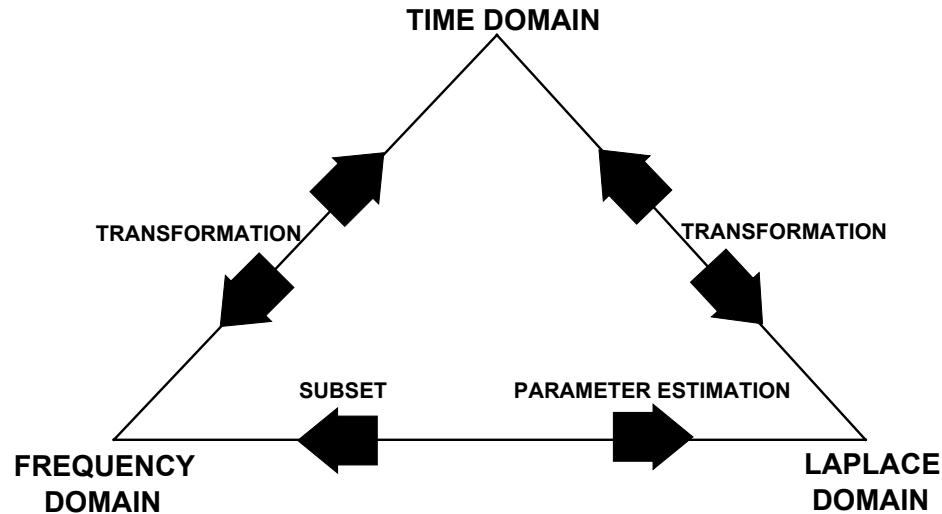 TIME DOMAIN
TRANSFORMATION
TRANSFORMATION
SUBSET
PARAMETER ESTIMATION
FREQUENCY
DOMAIN
LAPLACE
DOMAIN